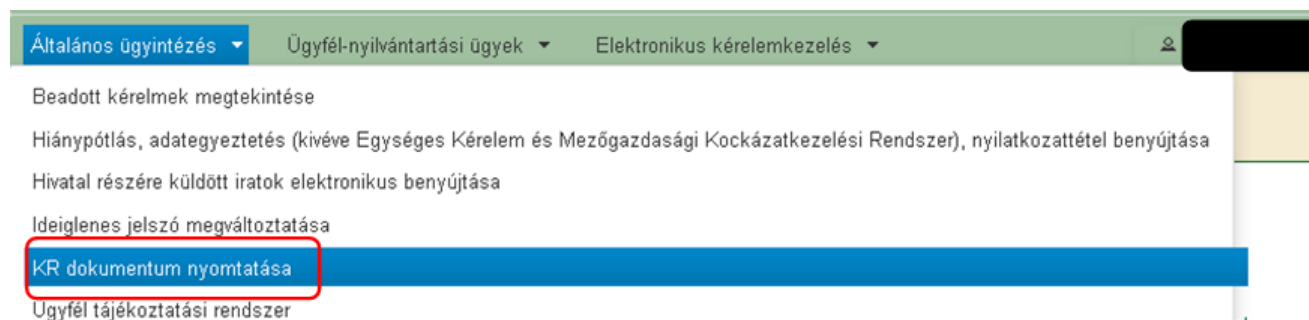 Általános ügyintézés Ügyfél-nyilvántartási ügyek Elektronikus kérelemkezelés
Beadott kérelmek megtekintése
Hiánypótlás, adategyeztetés (kivéve Egységes Kérelem és Mezőgazdasági Kockázatkezelési Rendszer), nyilatkozattétel benyújtása
Hivatal részére küldött iratok elektronikus benyújtása
Ideiglenes jelszó megváltoztatása
KR dokumentum nyomtatása
Ügyfél tájékoztatási rendszer